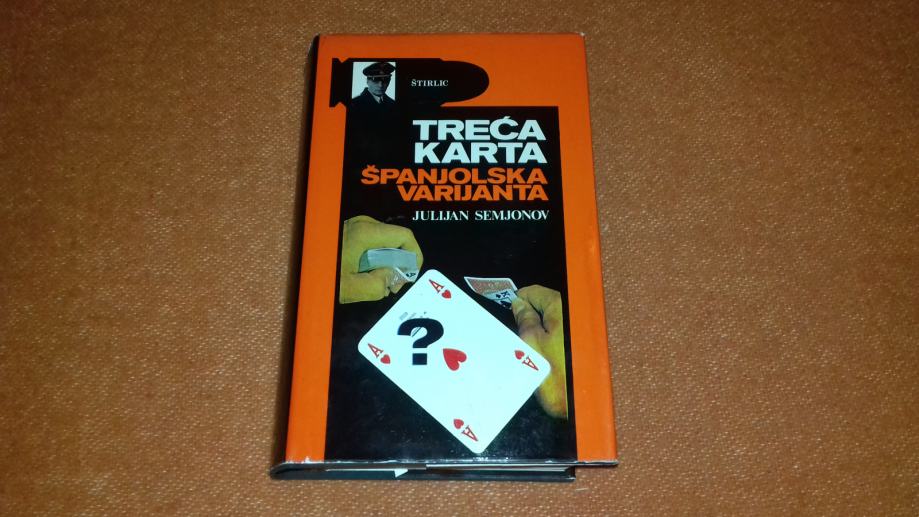 ŠTIRLIC
TREĆA
KARTA
ŠPANJOLSKA
VARIJANTA
JULIJAN SEMJONOV
A
A
?
A
A